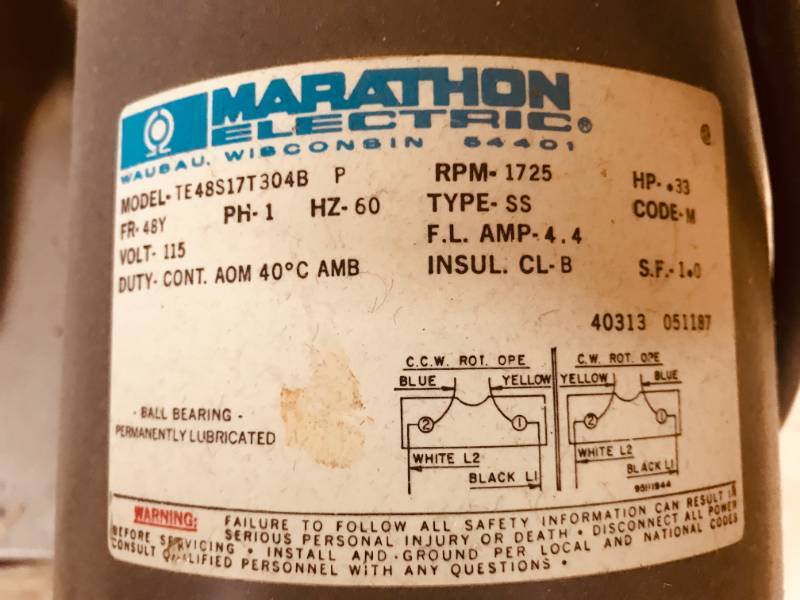 MARATHON
ELECTRIC®
WAUSAU, WISCONSIN 54401
MODEL- TE48S17T304B P RPM- 1725 HP- .33
FR- 48Y PH- 1 HZ- 60 TYPE- SS CODE- M
VOLT- 115 F.L. AMP- 4.4
DUTY- CONT. AOM 40°C AMB INSUL. CL- B S.F.- 1.0
40313 051187
C.C.W. ROT. OPE C.W. ROT. OPE
BLUE YELLOW YELLOW BLUE
2 1 2 1
WHITE L2 WHITE L2
BLACK L1 BLACK L1
95111944
- BALL BEARING -
PERMANENTLY LUBRICATED
WARNING: FAILURE TO FOLLOW ALL SAFETY INFORMATION CAN RESULT IN
SERIOUS PERSONAL INJURY OR DEATH • DISCONNECT ALL POWER
BEFORE SERVICING • INSTALL AND GROUND PER LOCAL AND NATIONAL CODES
CONSULT QUALIFIED PERSONNEL WITH ANY QUESTIONS •